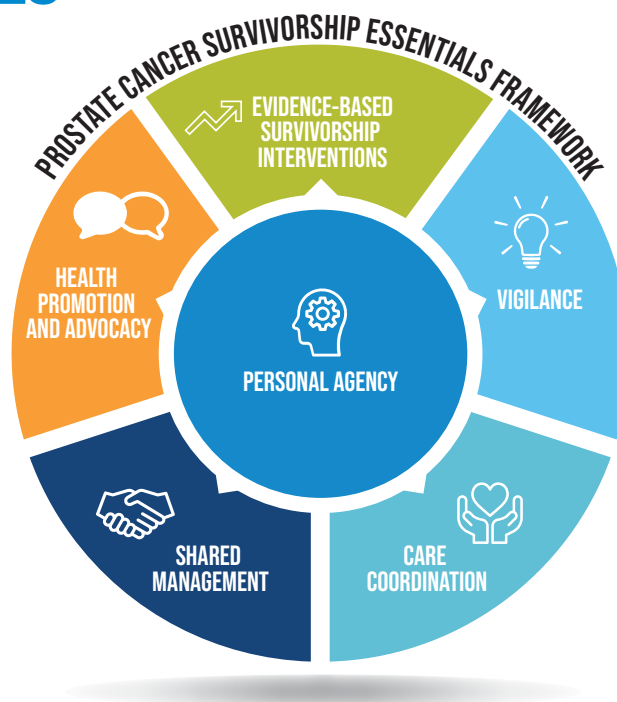 PROSTATE CANCER SURVIVORSHIP ESSENTIALS FRAMEWORK
EVIDENCE-BASED
SURVIVORSHIP
INTERVENTIONS
HEALTH
PROMOTION
AND ADVOCACY
VIGILANCE
PERSONAL AGENCY
SHARED
MANAGEMENT
CARE
COORDINATION